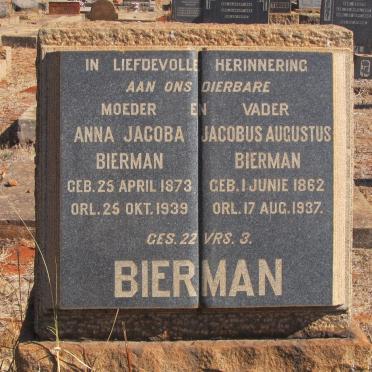 IN LIEFDEVOLLE HERINNERING
AAN ONS DIERBARE
MOEDER EN VADER
ANNA JACOBA
BIERMAN
GEB. 25 APRIL 1873
ORL. 25 OKT. 1939
JACOBUS AUGUSTUS
BIERMAN
GEB. 1 JUNIE 1862
ORL. 17 AUG. 1937.
GES. 22 VRS. 3.
BIERMAN